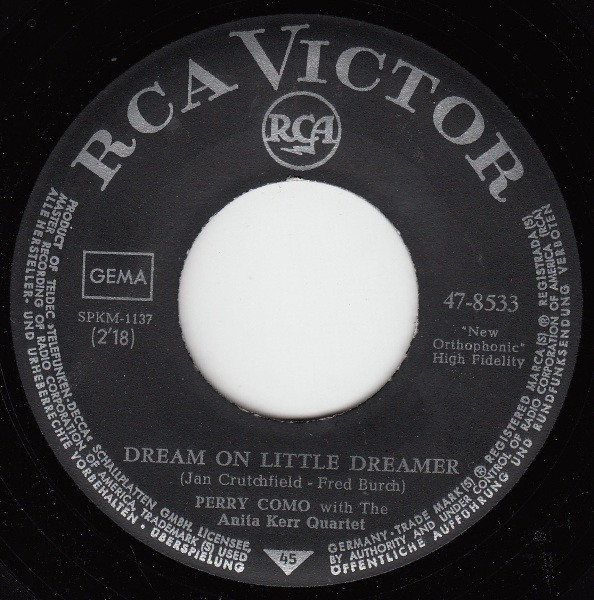 RCA VICTOR
RCA
GEMA
SPKM-1137
(2'18)
47-8533
"New
Orthophonic"
High Fidelity
DREAM ON LITTLE DREAMER
(Jan Crutchfield - Fred Burch)
PERRY COMO with The
Anita Kerr Quartet
45
PRODUCT OF TELDEC »TELEFUNKEN-DECCA« SCHALLPLATTEN GMBH, LICENSEE,
MASTER RECORDING OF RADIO CORPORATION OF AMERICA, TRADEMARK (S) USED
ALLE HERSTELLER- UND URHEBERRECHTE VORBEHALTEN · ÜBERSPIELUNG
GERMANY · TRADE MARK(S) ® REGISTERED MARCA(S) ® REGISTRADA(S)
BY AUTHORITY AND UNDER CONTROL OF RADIO CORPORATION OF AMERICA (RCA)
ÖFFENTLICHE AUFFÜHRUNG UND RUNDFUNKSENDUNG VERBOTEN